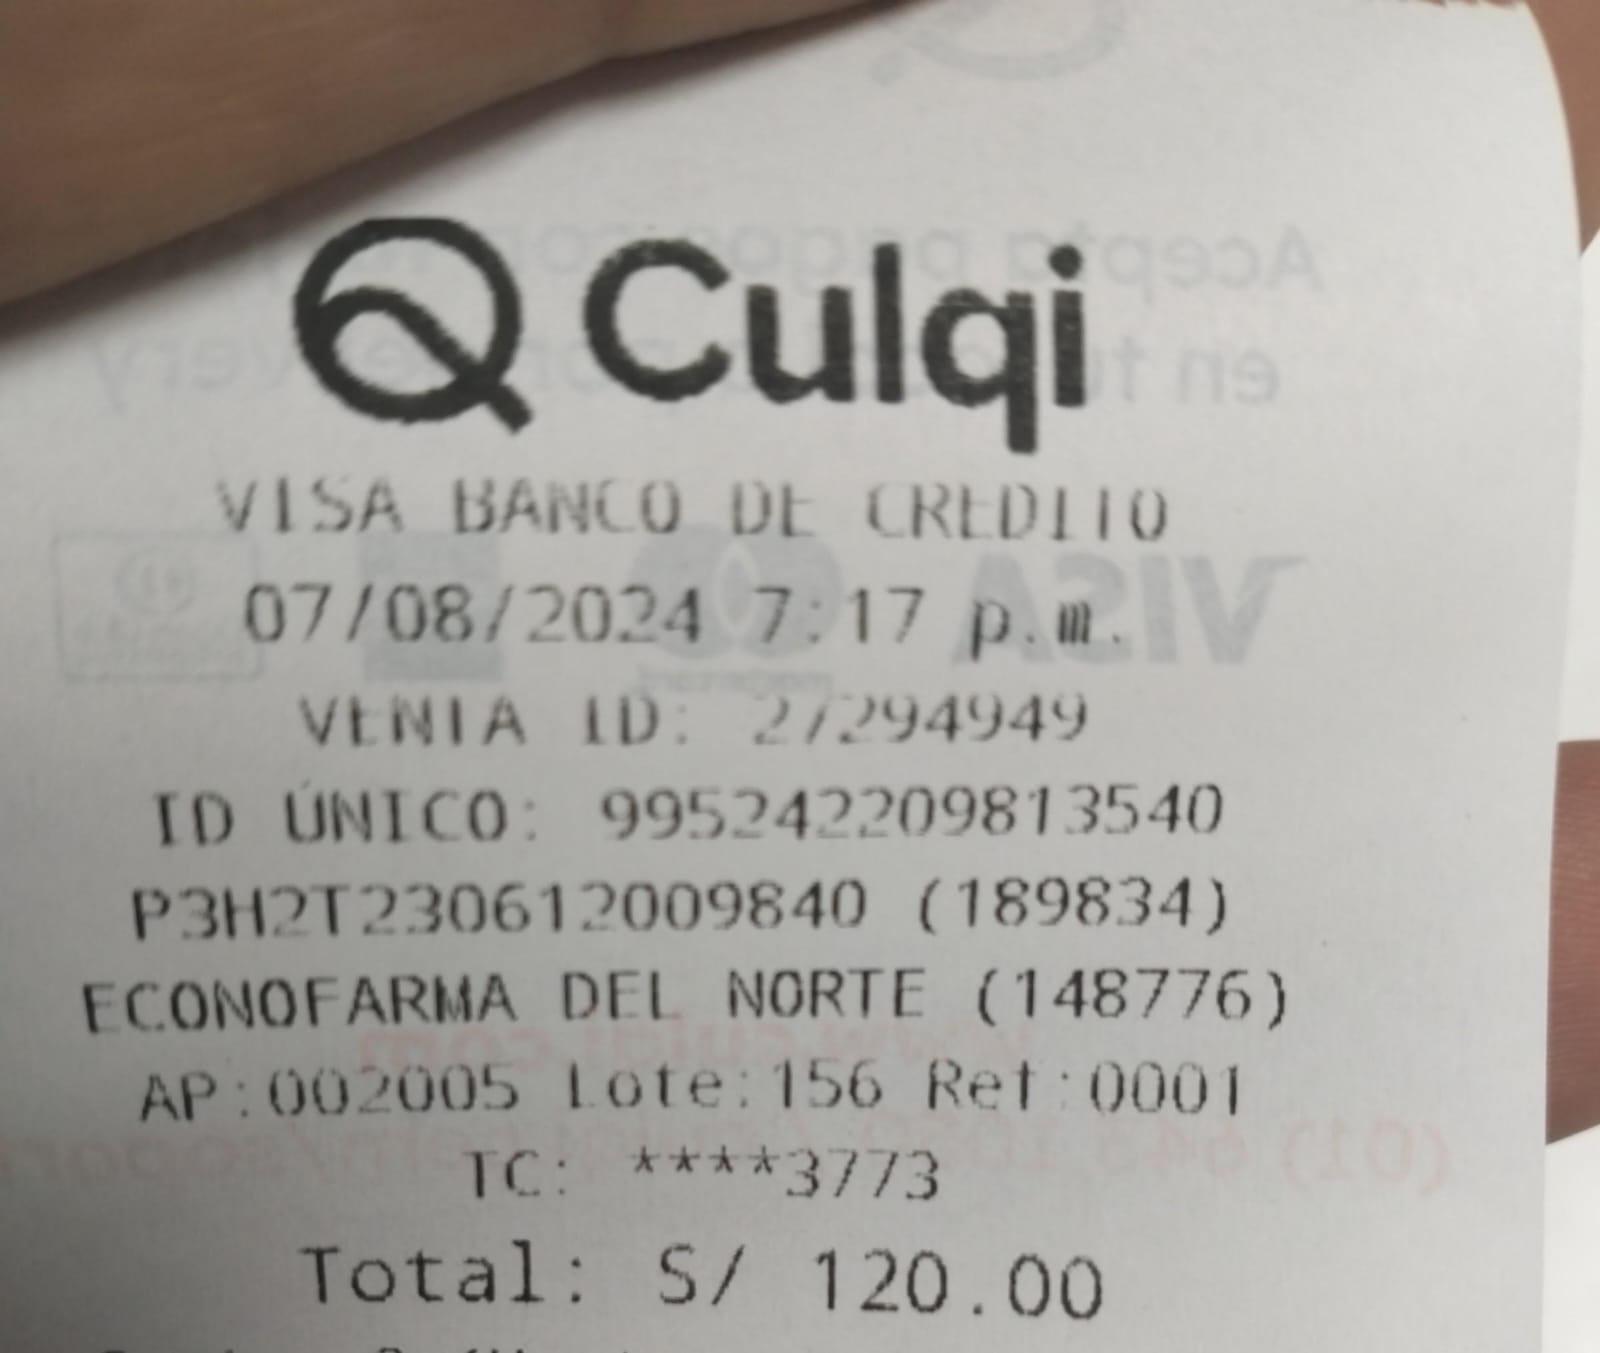 Culqi
VISA BANCO DE CREDITO
07/08/2024 7:17 p.m.
VENTA ID: 27294949
ID ÚNICO: 995242209813540
P3H2T230612009840 (189834)
ECONOFARMA DEL NORTE (148776)
AP:002005 Lote:156 Ref:0001
TC: ****3773
Total: S/ 120.00